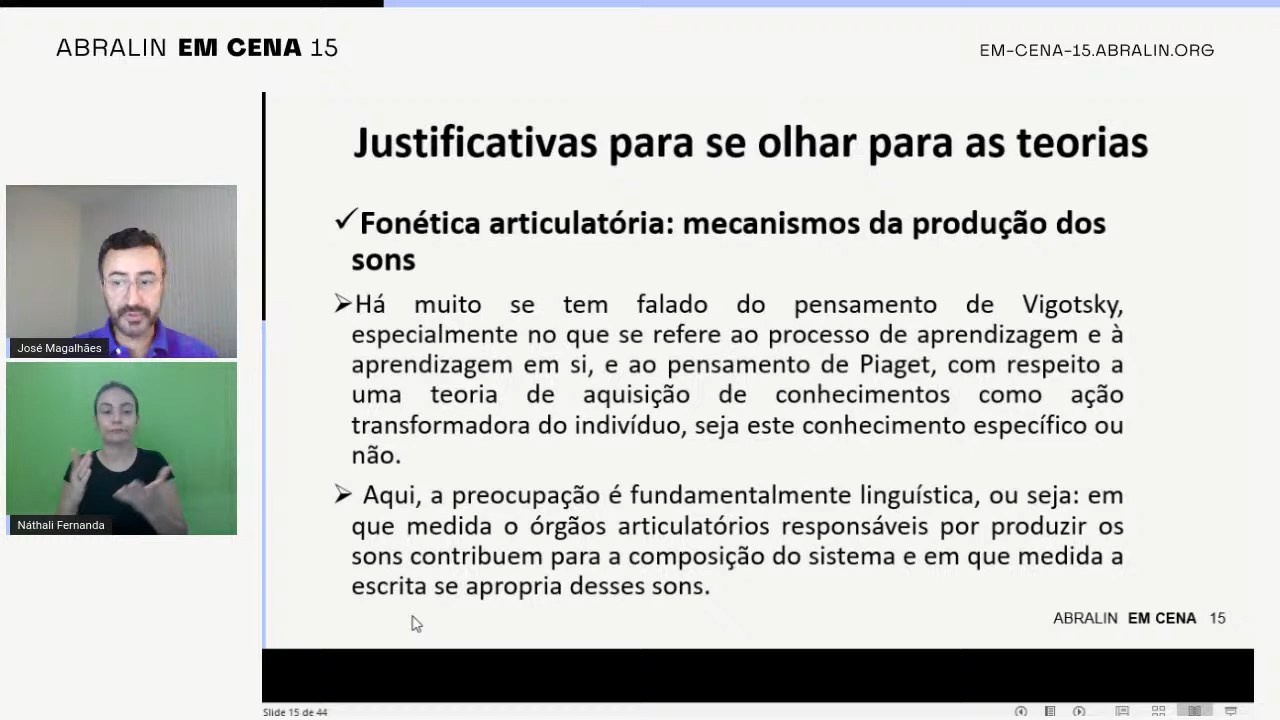 ABRALIN EM CENA 15
EM-CENA-15.ABRALIN.ORG
Justificativas para se olhar para as teorias
✓Fonética articulatória: mecanismos da produção dos
sons
➢Há muito se tem falado do pensamento de Vigotsky,
especialmente no que se refere ao processo de aprendizagem e à
aprendizagem em si, e ao pensamento de Piaget, com respeito a
uma teoria de aquisição de conhecimentos como ação
transformadora do indivíduo, seja este conhecimento específico ou
não.
➢ Aqui, a preocupação é fundamentalmente linguística, ou seja: em
que medida o órgãos articulatórios responsáveis por produzir os
sons contribuem para a composição do sistema e em que medida a
escrita se apropria desses sons.
ABRALIN EM CENA 15
José Magalhães
Náthali Fernanda
Slide 15 de 44